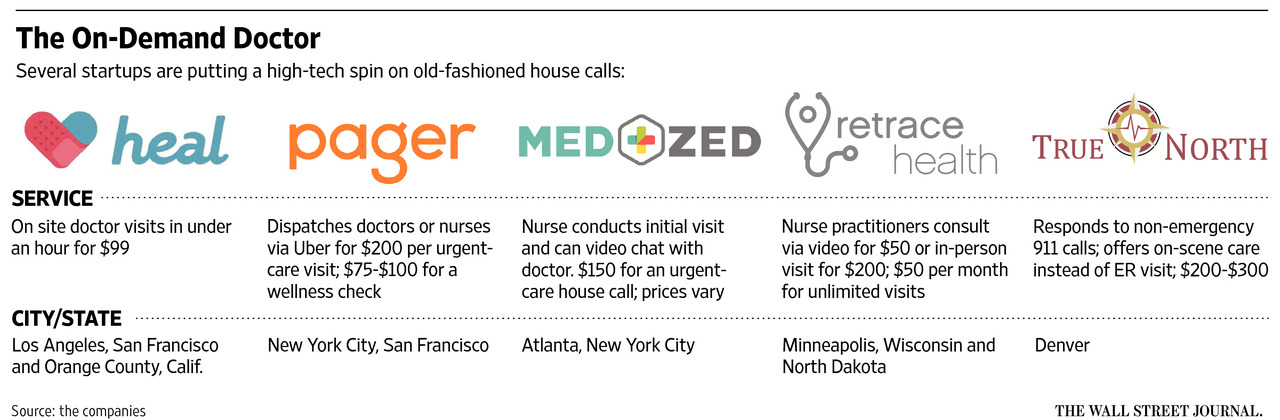 The On-Demand Doctor
Several startups are putting a high-tech spin on old-fashioned house calls:
heal
pager
MED ZED
retrace
health
TRUE NORTH
SERVICE
On site doctor visits in under
an hour for $99
Dispatches doctors or nurses
via Uber for $200 per urgent-
care visit; $75-$100 for a
wellness check
Nurse conducts initial visit
and can video chat with
doctor. $150 for an urgent-
care house call; prices vary
Nurse practitioners consult
via video for $50 or in-person
visit for $200; $50 per month
for unlimited visits
Responds to non-emergency
911 calls; offers on-scene care
instead of ER visit; $200-$300
CITY/STATE
Los Angeles, San Francisco
and Orange County, Calif.
New York City, San Francisco
Atlanta, New York City
Minneapolis, Wisconsin and
North Dakota
Denver
Source: the companies
THE WALL STREET JOURNAL.